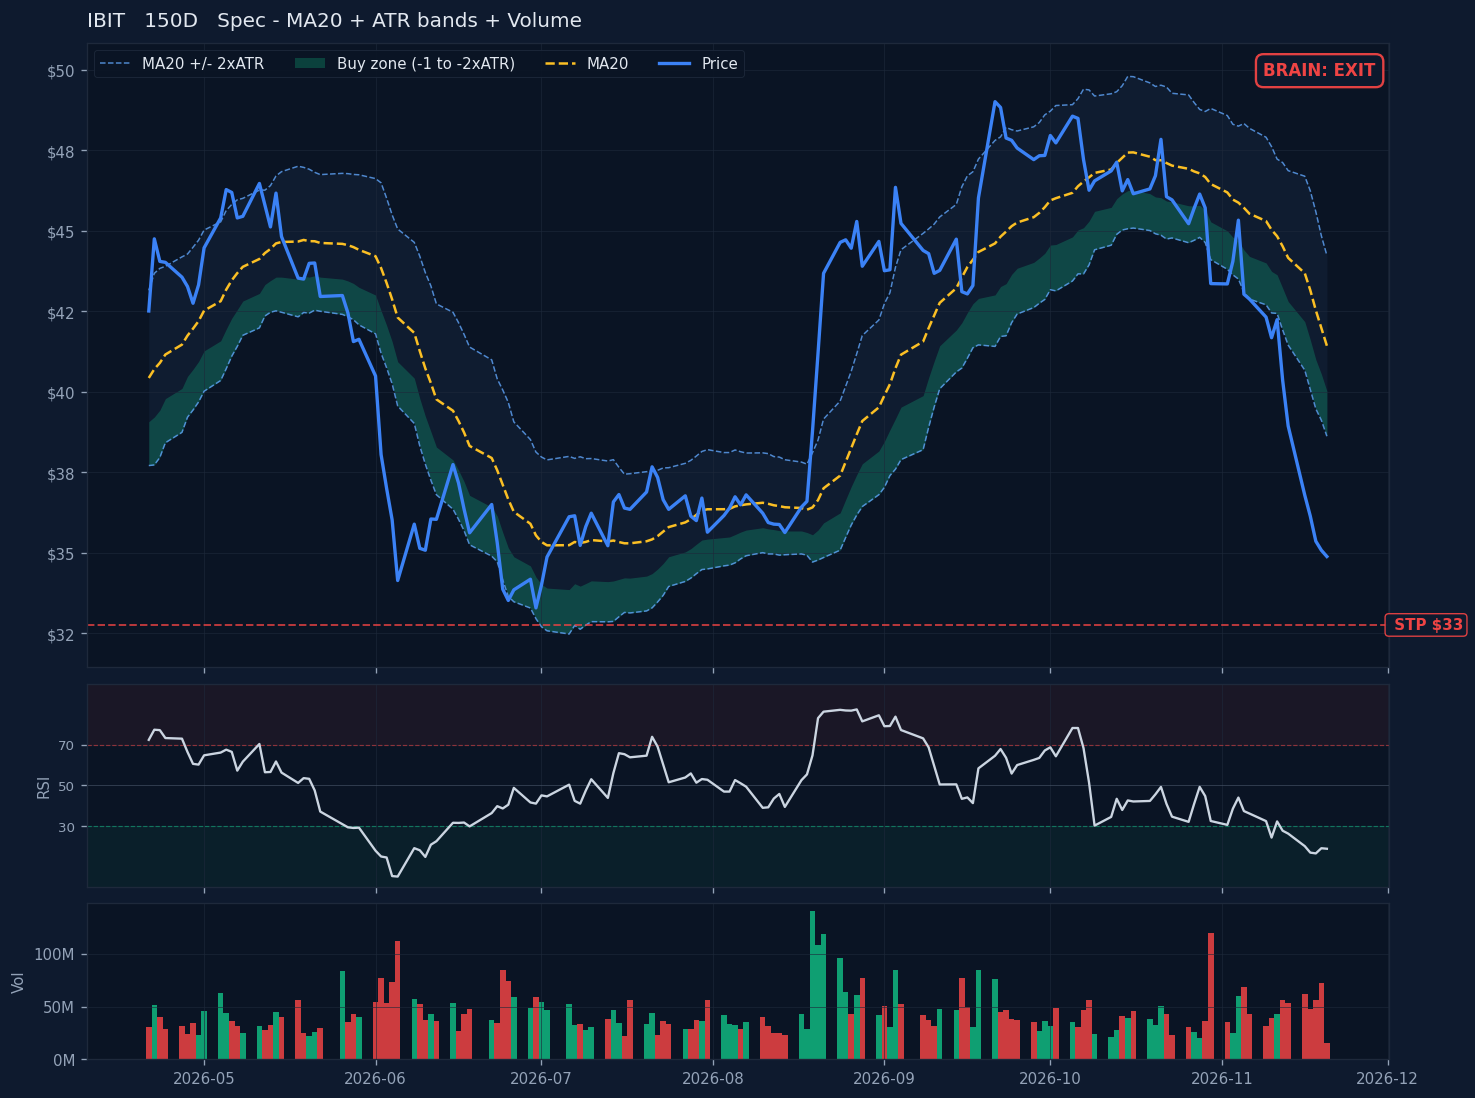 IBIT   150D   Spec - MA20 + ATR bands + Volume
MA20 +/- 2xATR
Buy zone (-1 to -2xATR)
MA20
Price
BRAIN: EXIT
$50
$48
$45
$42
$40
$38
$35
$32
STP $33
RSI
70
50
30
Vol
100M
50M
0M
2026-05
2026-06
2026-07
2026-08
2026-09
2026-10
2026-11
2026-12